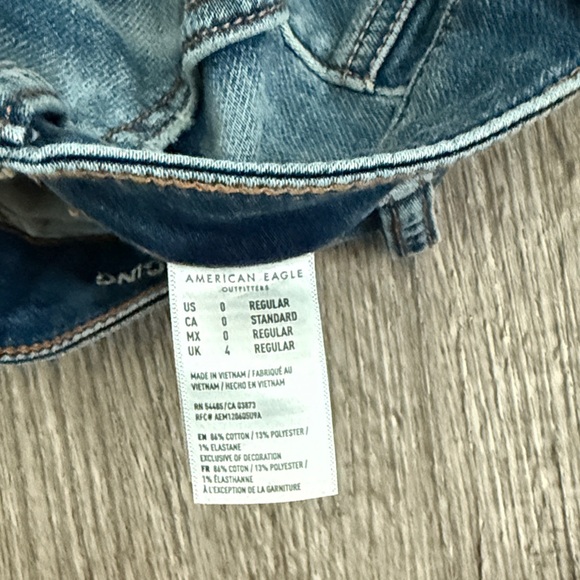 AMERICAN EAGLE
OUTFITTERS
US 0 REGULAR
CA 0 STANDARD
MX 0 REGULAR
UK 4 REGULAR
MADE IN VIETNAM / FABRIQUÉ AU
VIETNAM / HECHO EN VIETNAM
RN 54485/CA 03873
RFC# AEM120605U9A
EN 86% COTTON / 13% POLYESTER /
1% ELASTANE
EXCLUSIVE OF DECORATION
FR 86% COTON / 13% POLYESTER /
1% ÉLASTHANNE
À L'EXCEPTION DE LA GARNITURE